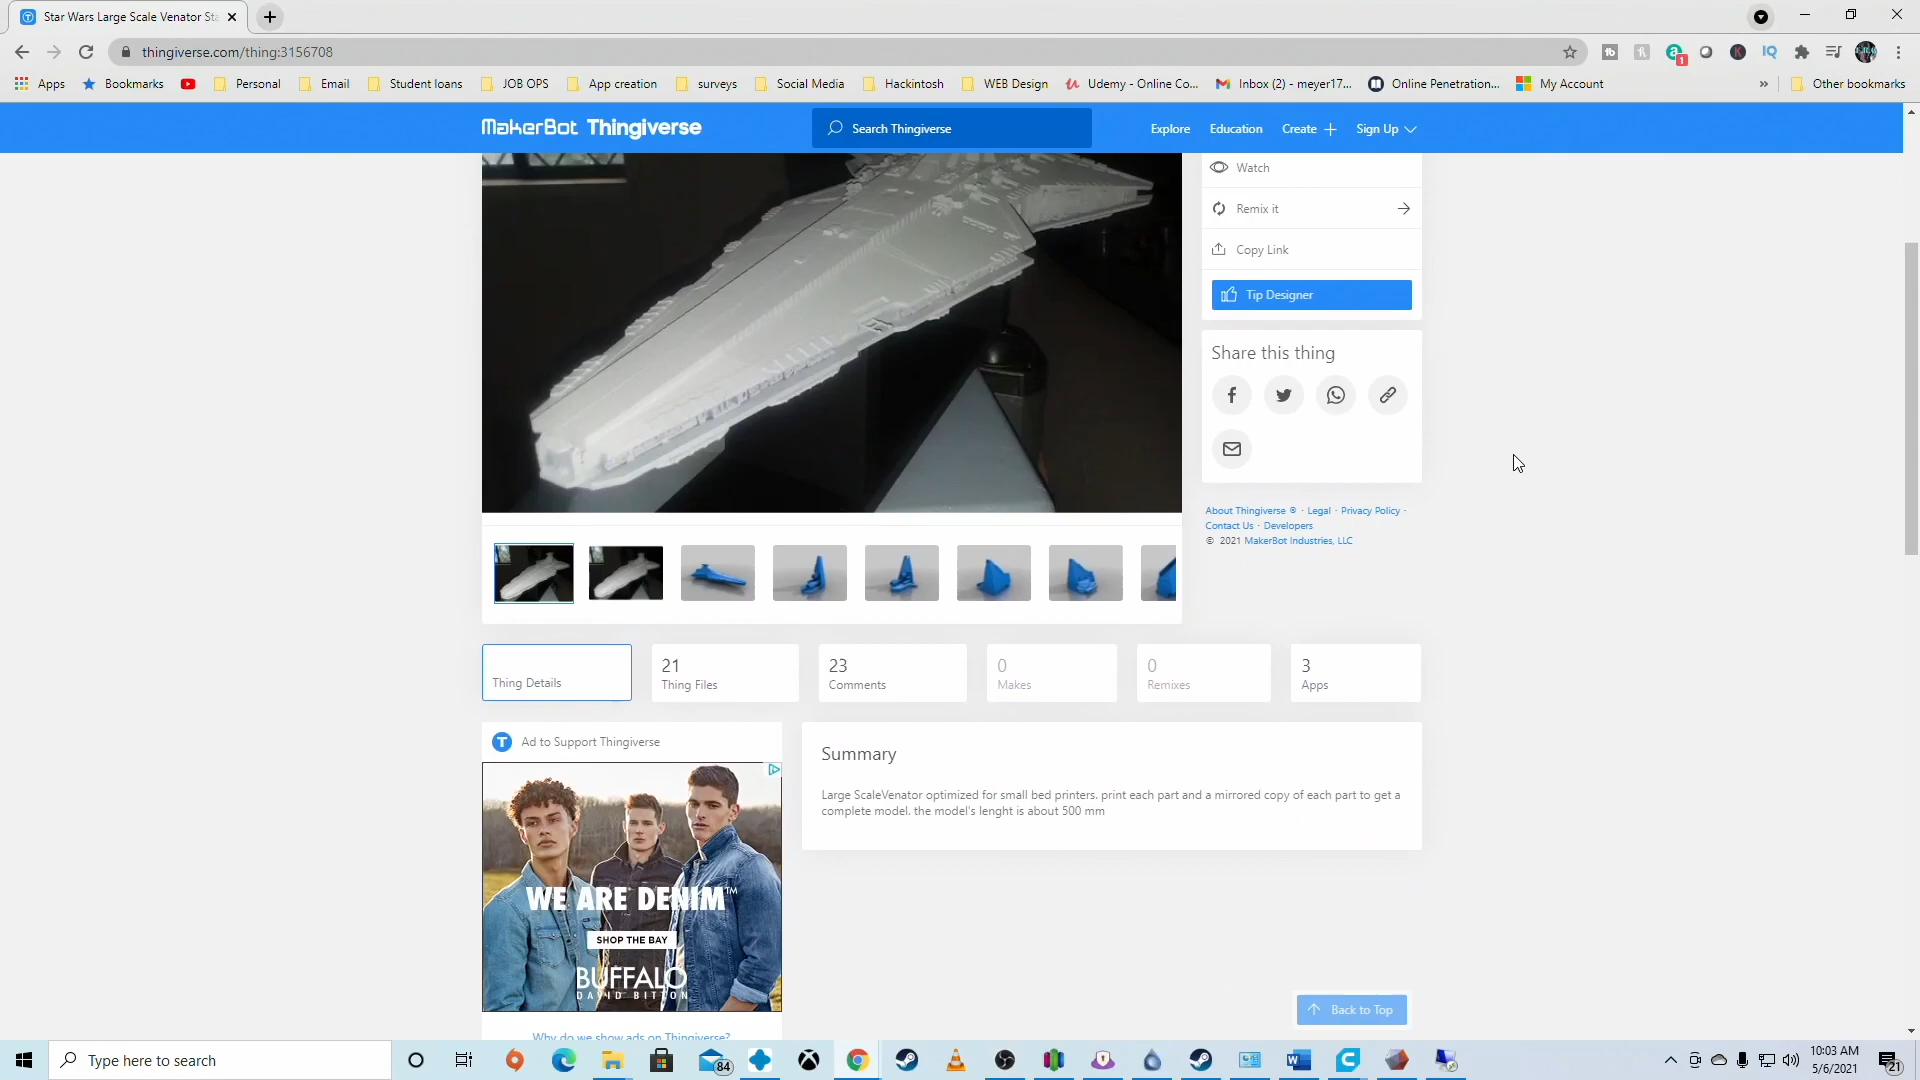 Star Wars Large Scale Venator Sta
thingiverse.com/thing:3156708
1
Apps
Bookmarks
Personal
Email
Student loans
JOB OPS
App creation
surveys
Social Media
Hackintosh
WEB Design
Udemy - Online Co...
Inbox (2) - meyer17...
Online Penetration...
My Account
»
Other bookmarks
MakerBot Thingiverse
Search Thingiverse
Explore
Education
Create
Sign Up
Watch
Remix it
Copy Link
Tip Designer
Share this thing
About Thingiverse ® · Legal · Privacy Policy ·
Contact Us · Developers
© 2021 MakerBot Industries, LLC
Thing Details
21
Thing Files
23
Comments
0
Makes
0
Remixes
3
Apps
Ad to Support Thingiverse
WE ARE DENIM™
SHOP THE BAY
BUFFALO
DAVID BITTON
Why do we show ads on Thingiverse?
Summary
Large ScaleVenator optimized for small bed printers. print each part and a mirrored copy of each part to get a
complete model. the model's lenght is about 500 mm
Back to Top
Type here to search
84
10:03 AM
5/6/2021
21